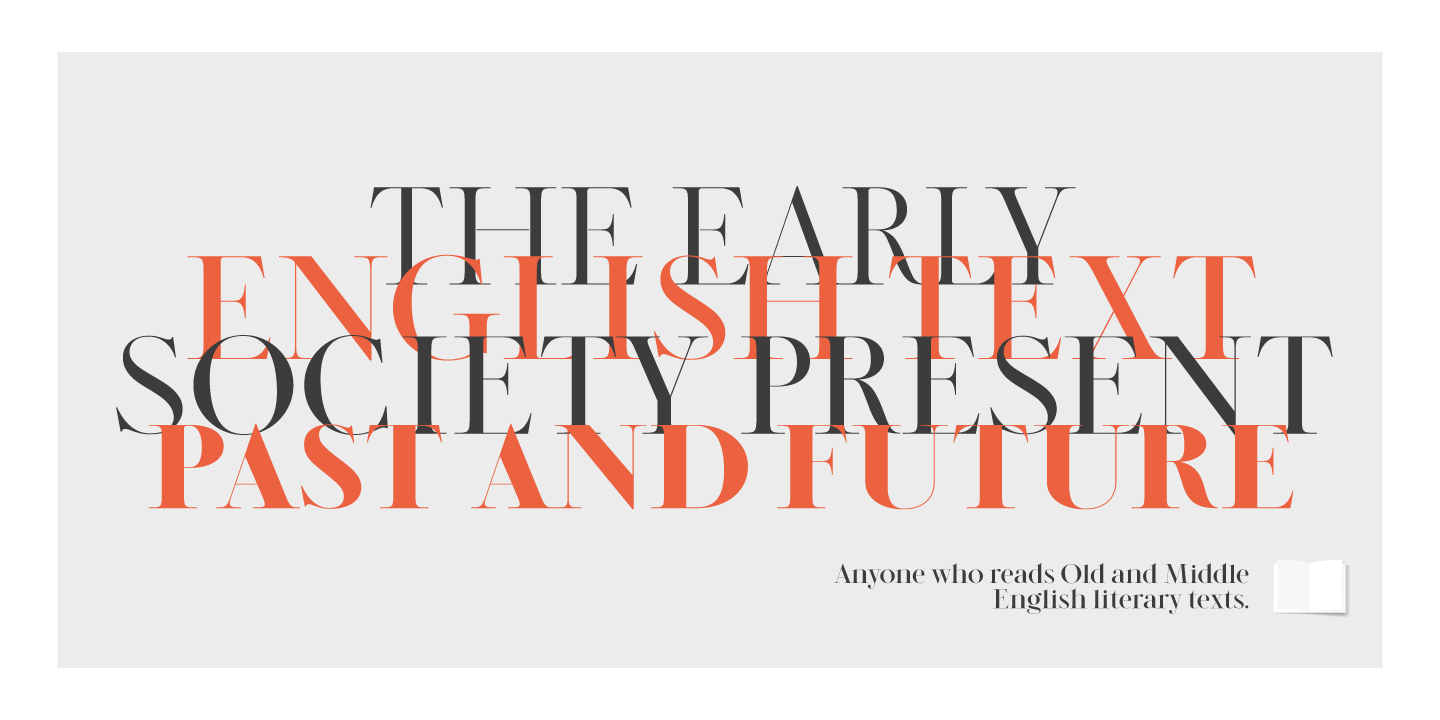 THE EARLY
ENGLISH TEXT
SOCIETY PRESENT
PAST AND FUTURE
Anyone who reads Old and Middle
English literary texts.